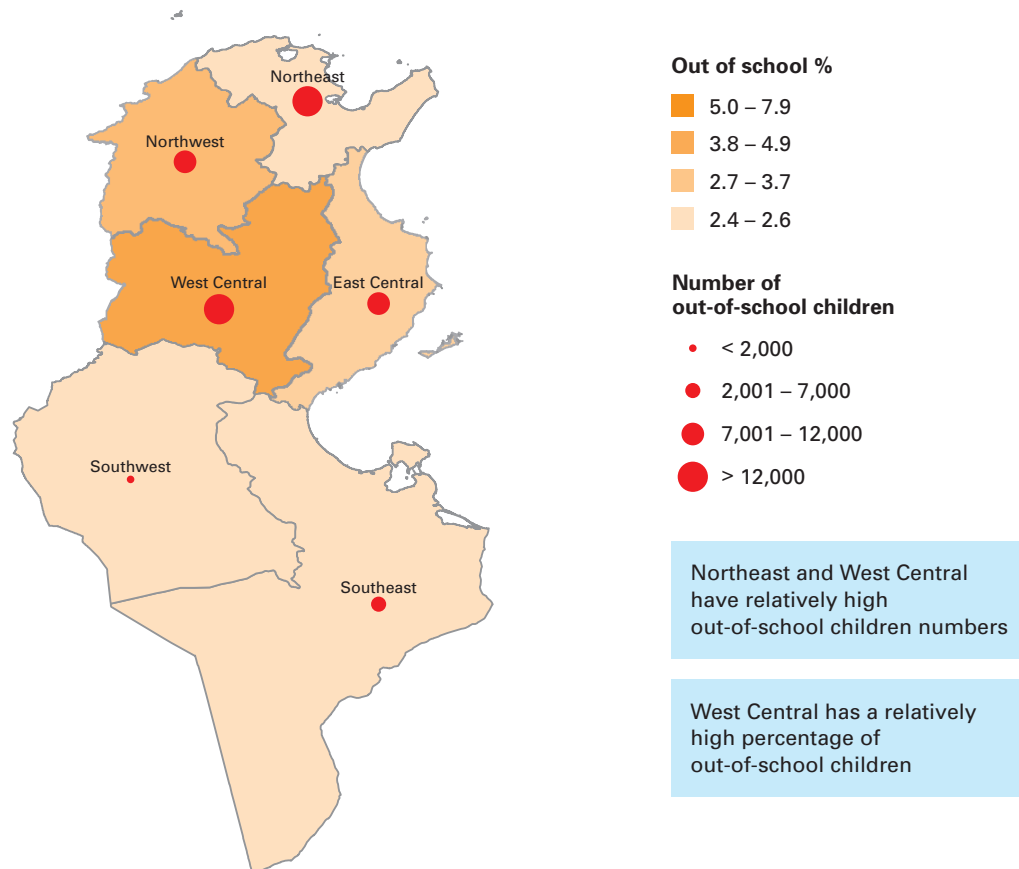 Northeast
Northwest
West Central
East Central
Southwest
Southeast
Out of school %
5.0 – 7.9
3.8 – 4.9
2.7 – 3.7
2.4 – 2.6
Number of
out-of-school children
< 2,000
2,001 – 7,000
7,001 – 12,000
> 12,000
Northeast and West Central
have relatively high
out-of-school children numbers
West Central has a relatively
high percentage of
out-of-school children